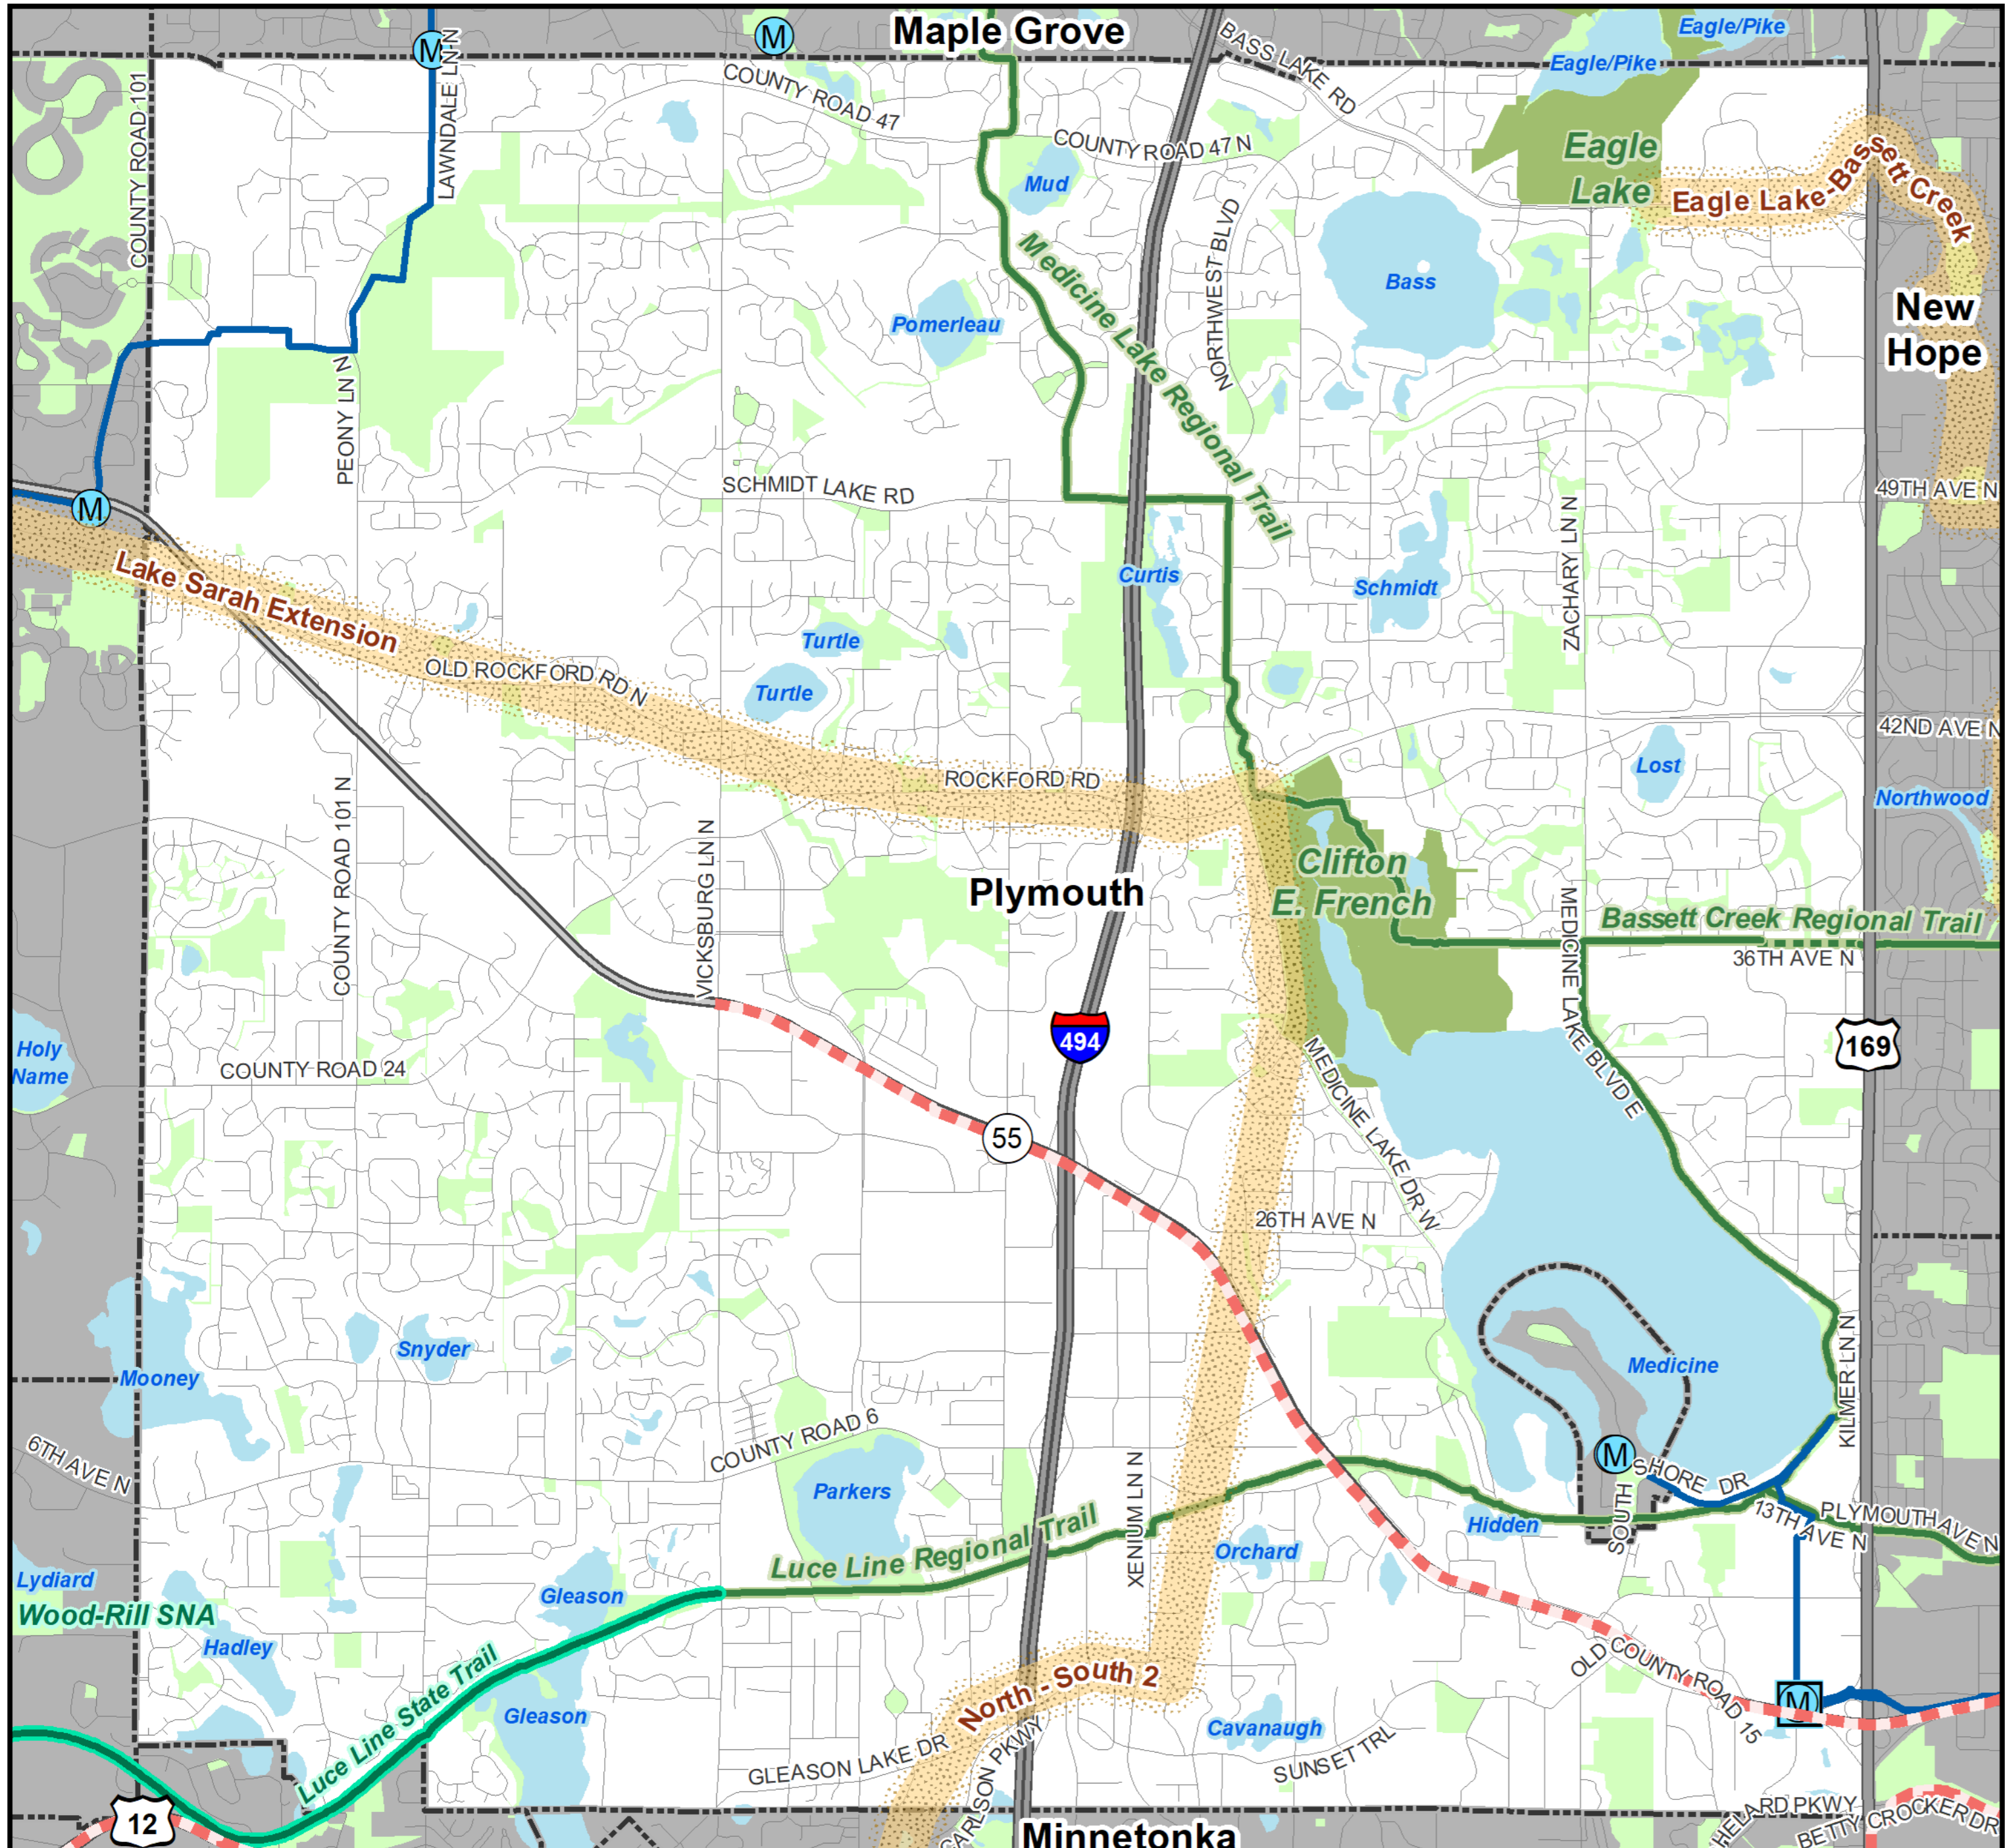 Maple Grove
M
M
Eagle/Pike
Eagle/Pike
BASS LAKE RD
COUNTY ROAD 101
LAWNDALE LN N
COUNTY ROAD 47
COUNTY ROAD 47 N
Mud
Eagle
Lake
Eagle Lake-Bassett Creek
Medicine Lake Regional Trail
NORTHWEST BLVD
Bass
New
Hope
Pomerleau
PEONY LN N
SCHMIDT LAKE RD
49TH AVE N
M
Lake Sarah Extension
Curtis
Schmidt
ZACHARY LN N
Turtle
OLD ROCKFORD RD N
Turtle
42ND AVE N
ROCKFORD RD
Lost
Northwood
COUNTY ROAD 101 N
VICKSBURG LN N
Plymouth
Clifton
E. French
Bassett Creek Regional Trail
36TH AVE N
MEDICINE LAKE BLVD E
Holy
Name
494
169
COUNTY ROAD 24
MEDICINE LAKE DR W
55
26TH AVE N
Snyder
Medicine
Mooney
KILMER LN N
COUNTY ROAD 6
6TH AVE N
M
SHORE DR
SOUTH
Parkers
XENIUM LN N
PLYMOUTH AVE N
13TH AVE N
Hidden
Luce Line Regional Trail
Orchard
Lydiard
Gleason
Wood-Rill SNA
Hadley
OLD COUNTY ROAD 15
Luce Line State Trail
North - South 2
M
Gleason
Cavanaugh
SUNSET TRL
GLEASON LAKE DR
CARLSON PKWY
12
SHELARD PKWY
BETTY CROCKER DR
Minnetonka